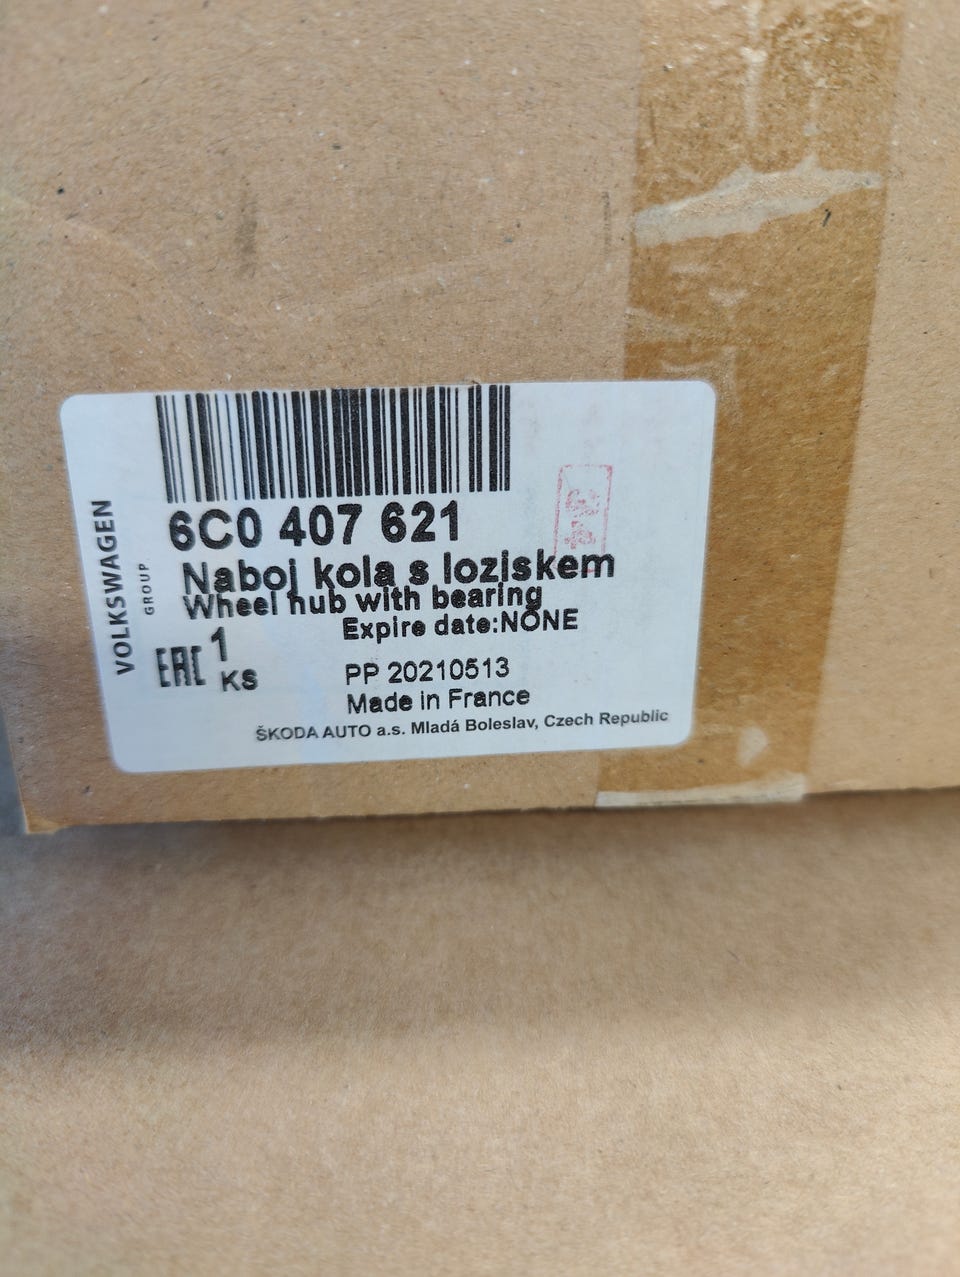 6C0 407 621
Naboj kola s loziskem
Wheel hub with bearing
Expire date:NONE
VOLKSWAGEN
GROUP
EAC
1
KS
PP 20210513
Made in France
ŠKODA AUTO a.s. Mladá Boleslav, Czech Republic